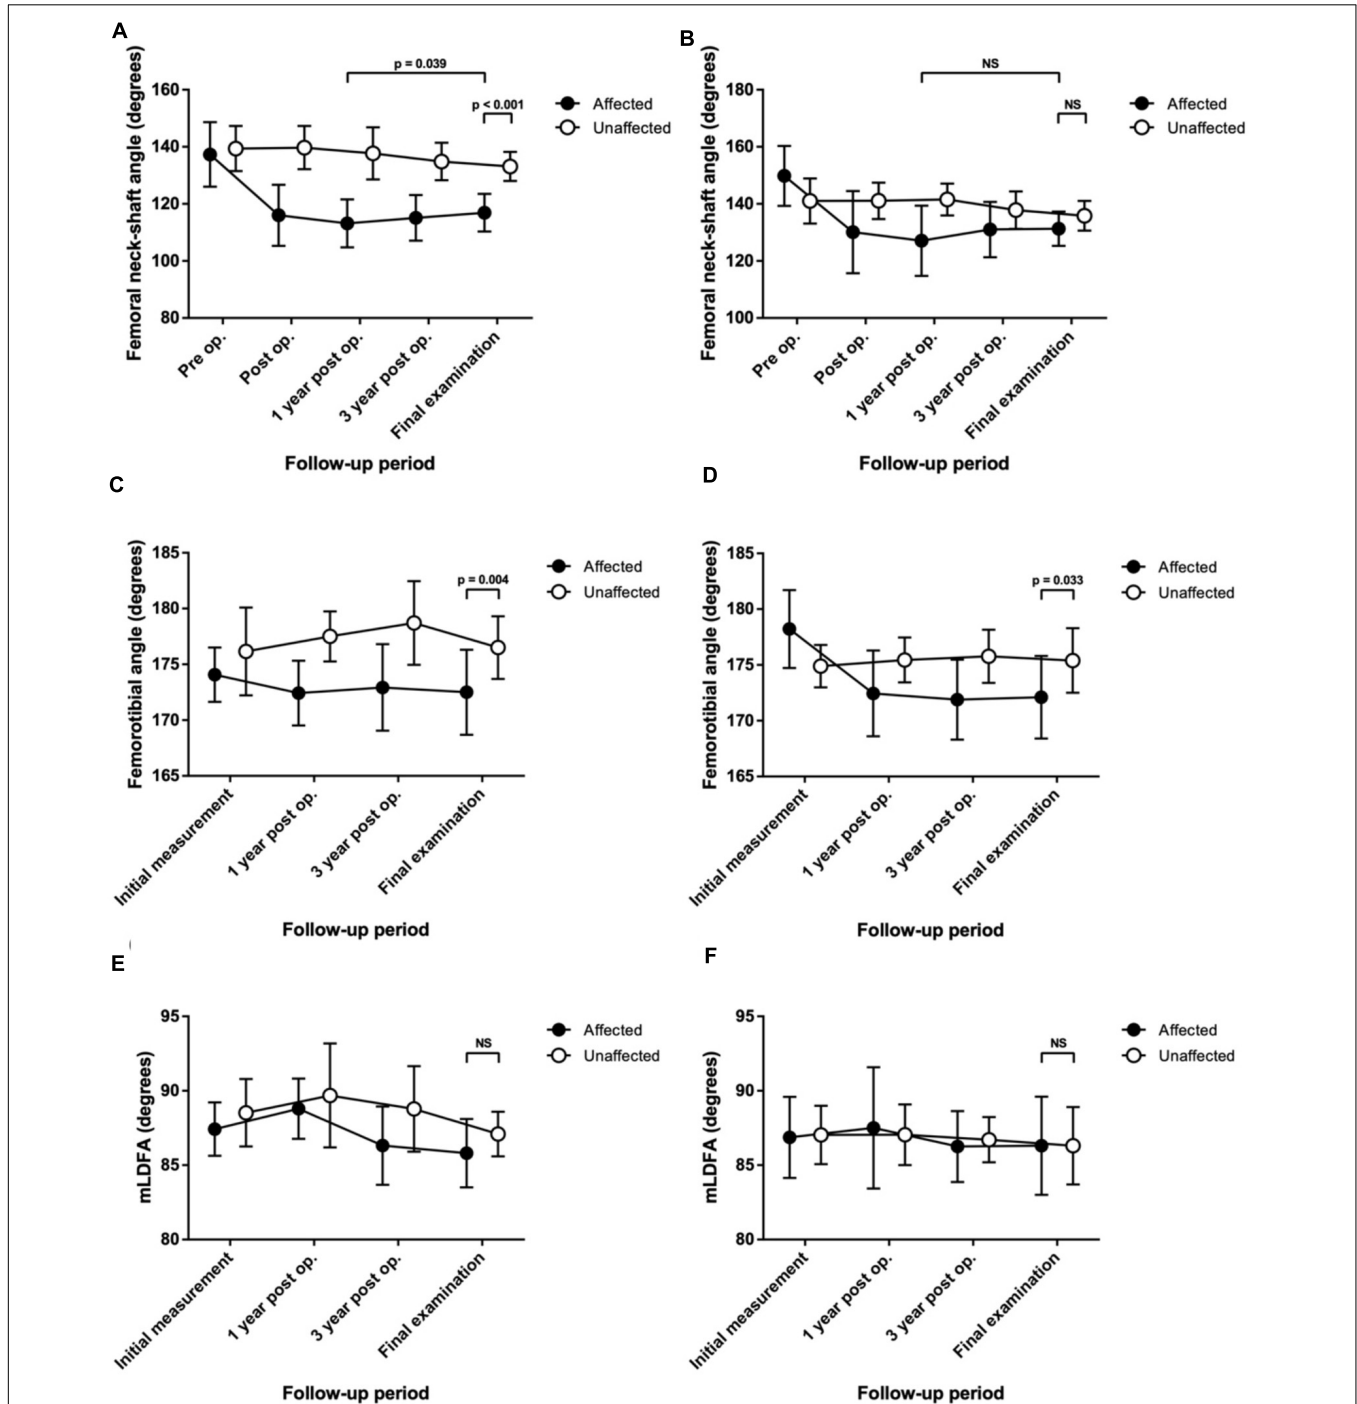 A
Femoral neck-shaft angle (degrees)
160
140
120
100
80
p = 0.039
p < 0.001
Affected
Unaffected
Pre op.
Post op.
1 year post op.
3 year post op.
Final examination
Follow-up period
B
Femoral neck-shaft angle (degrees)
180
160
140
120
100
NS
NS
Affected
Unaffected
Pre op.
Post op.
1 year post op.
3 year post op.
Final examination
Follow-up period
C
Femorotibial angle (degrees)
185
180
175
170
165
p = 0.004
Affected
Unaffected
Initial measurement
1 year post op.
3 year post op.
Final examination
Follow-up period
D
Femorotibial angle (degrees)
185
180
175
170
165
p = 0.033
Affected
Unaffected
Initial measurement
1 year post op.
3 year post op.
Final examination
Follow-up period
E
mLDFA (degrees)
95
90
85
80
NS
Affected
Unaffected
Initial measurement
1 year post op.
3 year post op.
Final examination
Follow-up period
F
mLDFA (degrees)
95
90
85
80
NS
Affected
Unaffected
Initial measurement
1 year post op.
3 year post op.
Final examination
Follow-up period